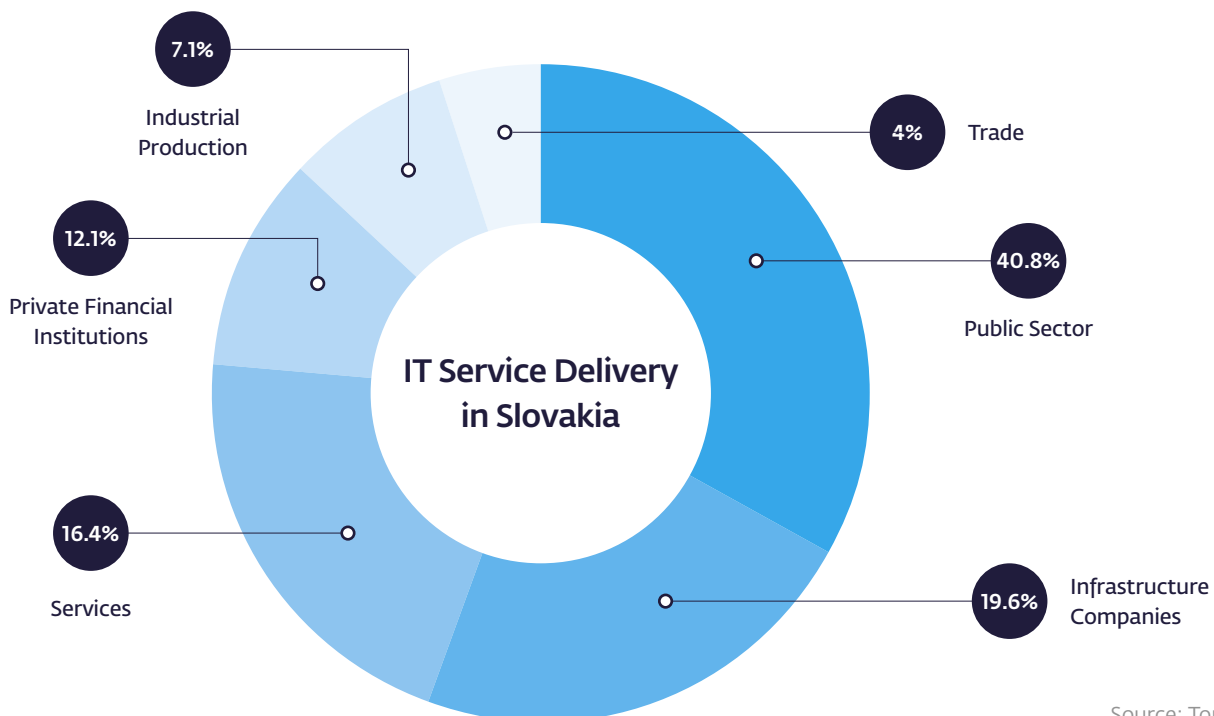 7.1%
Industrial
Production
4%
Trade
12.1%
Private Financial
Institutions
40.8%
Public Sector
IT Service Delivery
in Slovakia
16.4%
Services
19.6%
Infrastructure
Companies
Source: